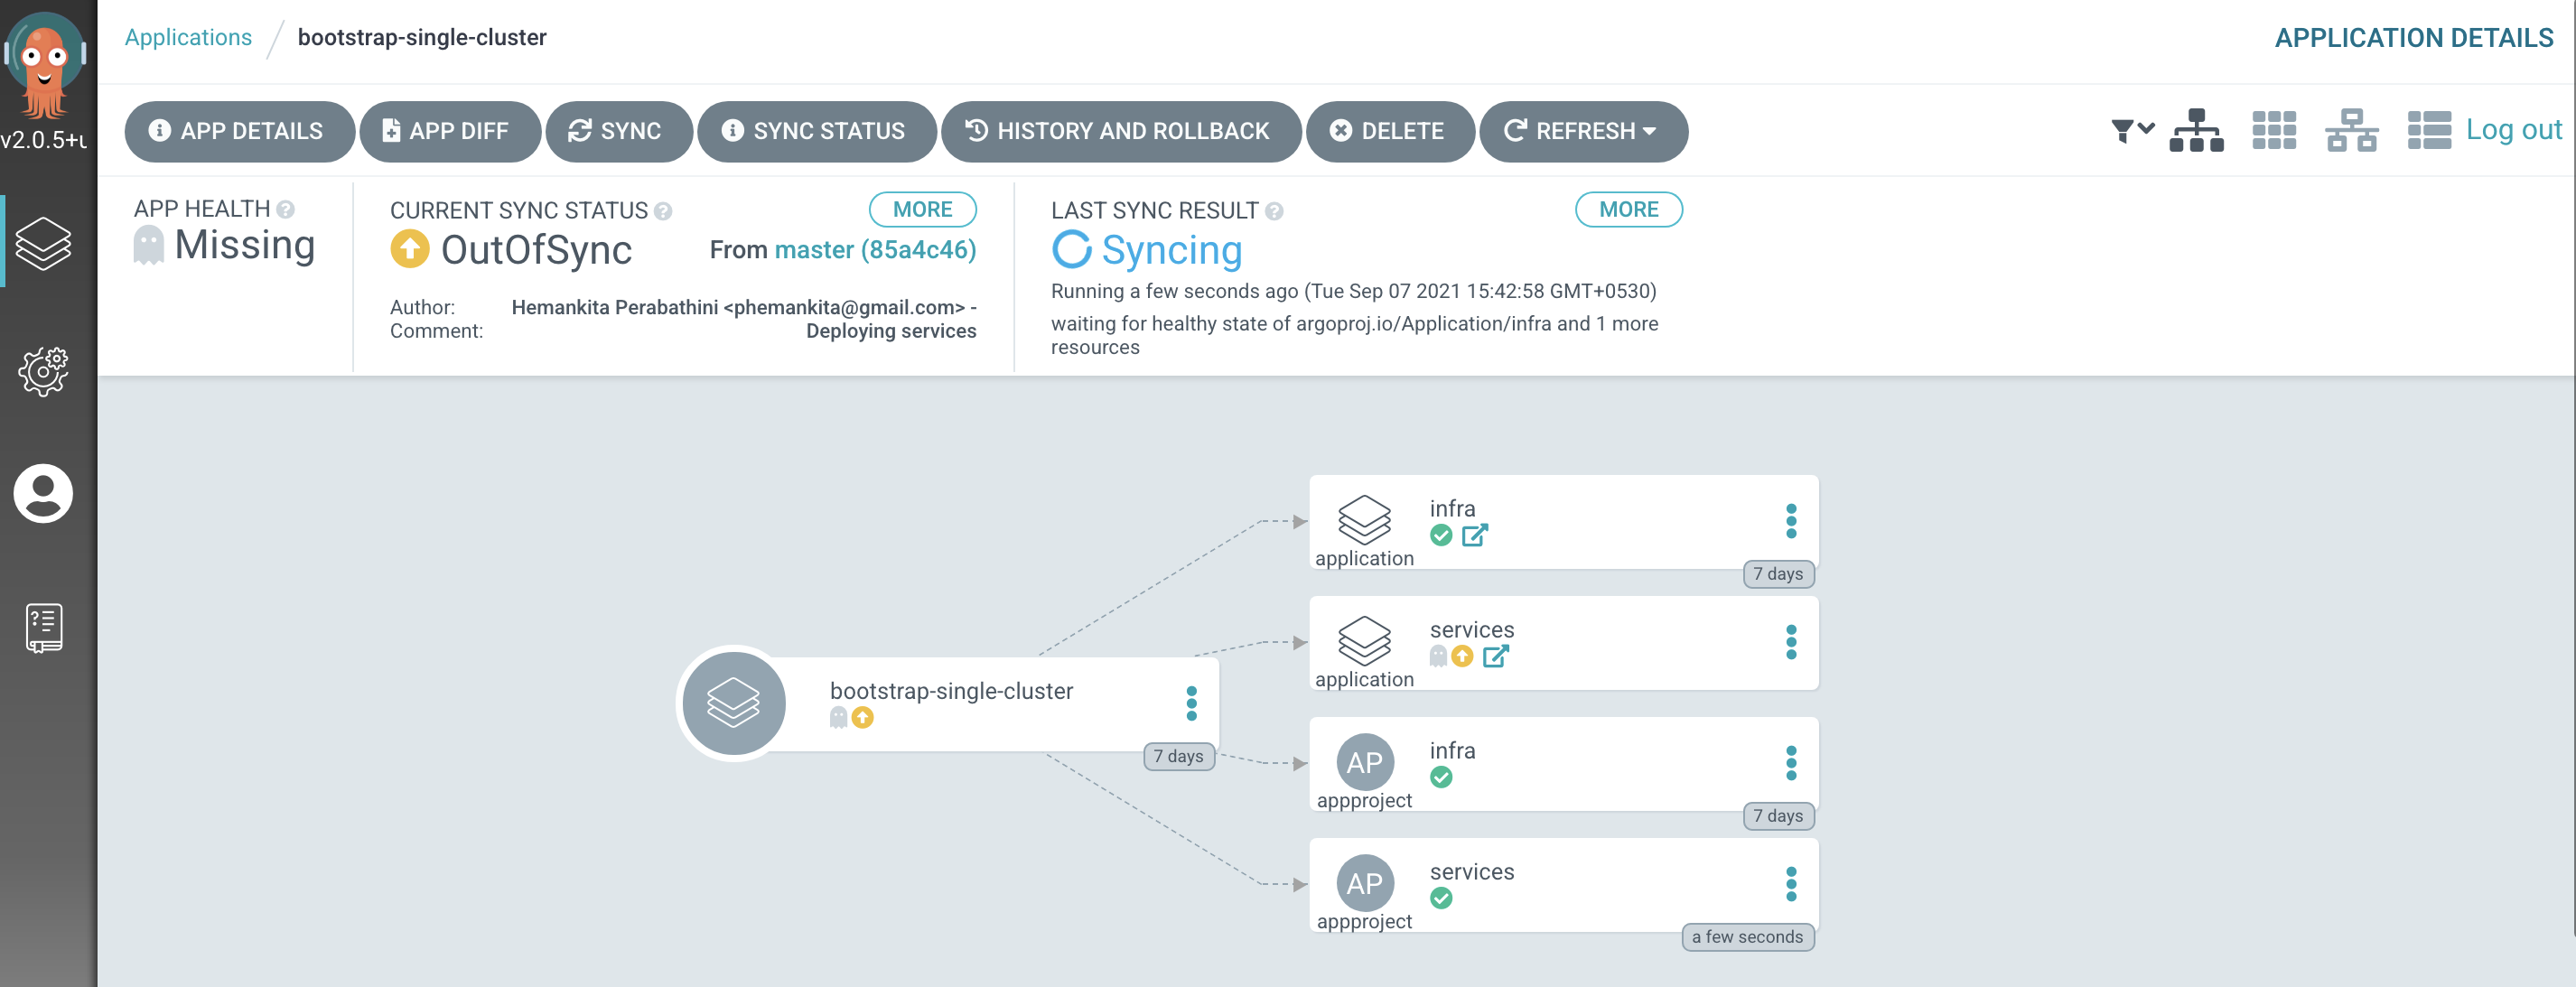 Applications / bootstrap-single-cluster
APPLICATION DETAILS
v2.0.5+u
APP DETAILS
APP DIFF
SYNC
SYNC STATUS
HISTORY AND ROLLBACK
DELETE
REFRESH
Log out
APP HEALTH
Missing
CURRENT SYNC STATUS
MORE
OutOfSync
From master (85a4c46)
Author: Hemankita Perabathini <phemankita@gmail.com> -
Comment: Deploying services
LAST SYNC RESULT
MORE
Syncing
Running a few seconds ago (Tue Sep 07 2021 15:42:58 GMT+0530)
waiting for healthy state of argoproj.io/Application/infra and 1 more
resources
bootstrap-single-cluster
7 days
infra
application
7 days
services
application
AP
infra
appproject
7 days
AP
services
appproject
a few seconds